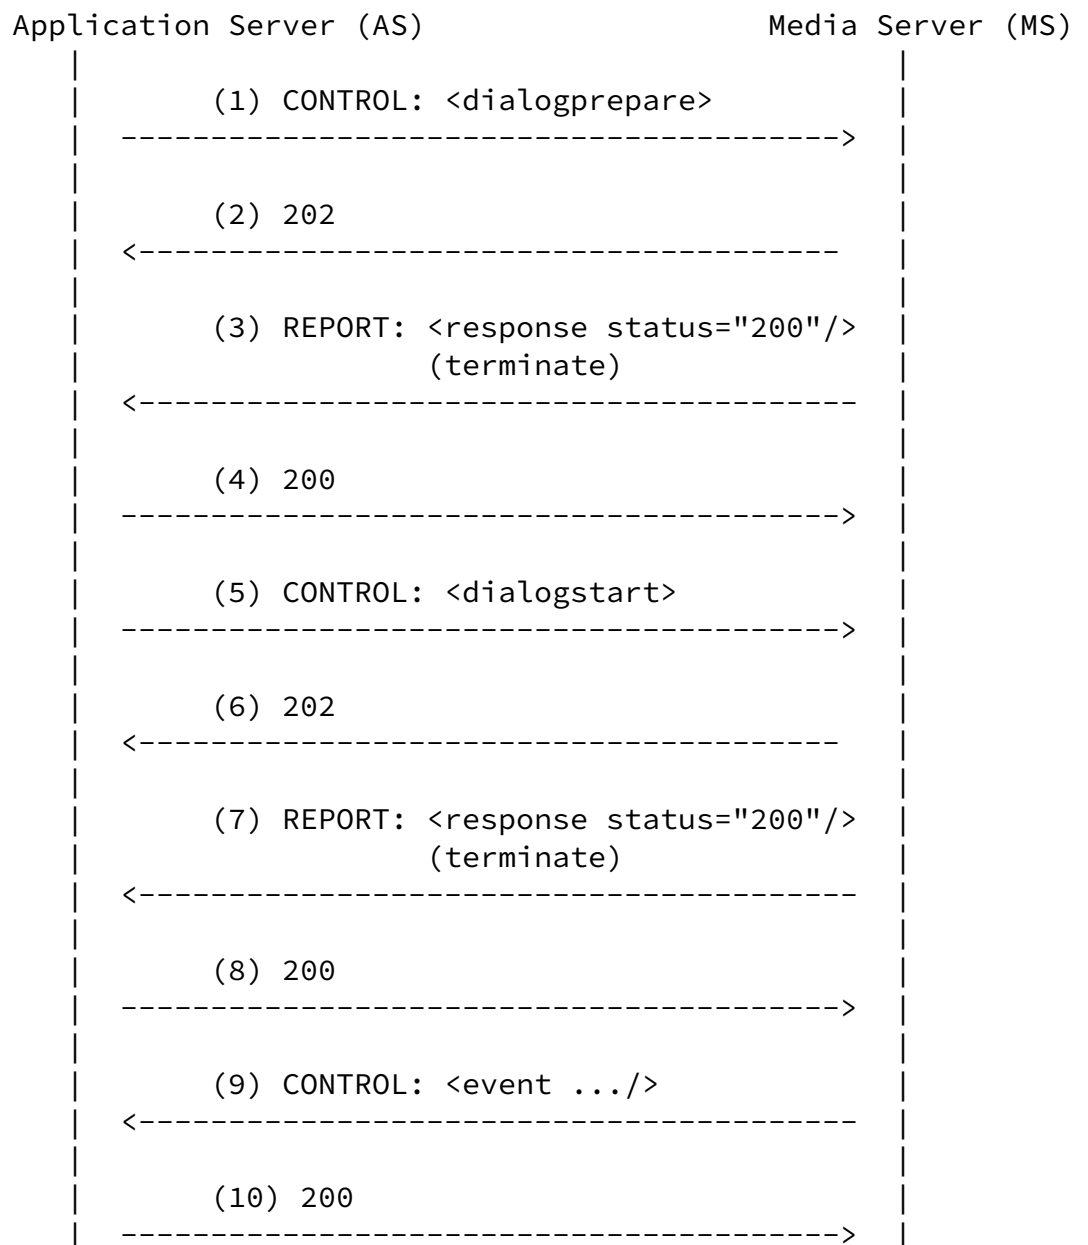 Application Server (AS)                   Media Server (MS)
(1) CONTROL: <dialogprepare>
---------------------------------------->
(2) 202
<---------------------------------------
(3) REPORT: <response status="200"/>
(terminate)
<----------------------------------------
(4) 200
---------------------------------------->
(5) CONTROL: <dialogstart>
---------------------------------------->
(6) 202
<---------------------------------------
(7) REPORT: <response status="200"/>
(terminate)
<----------------------------------------
(8) 200
---------------------------------------->
(9) CONTROL: <event .../>
<----------------------------------------
(10) 200
---------------------------------------->